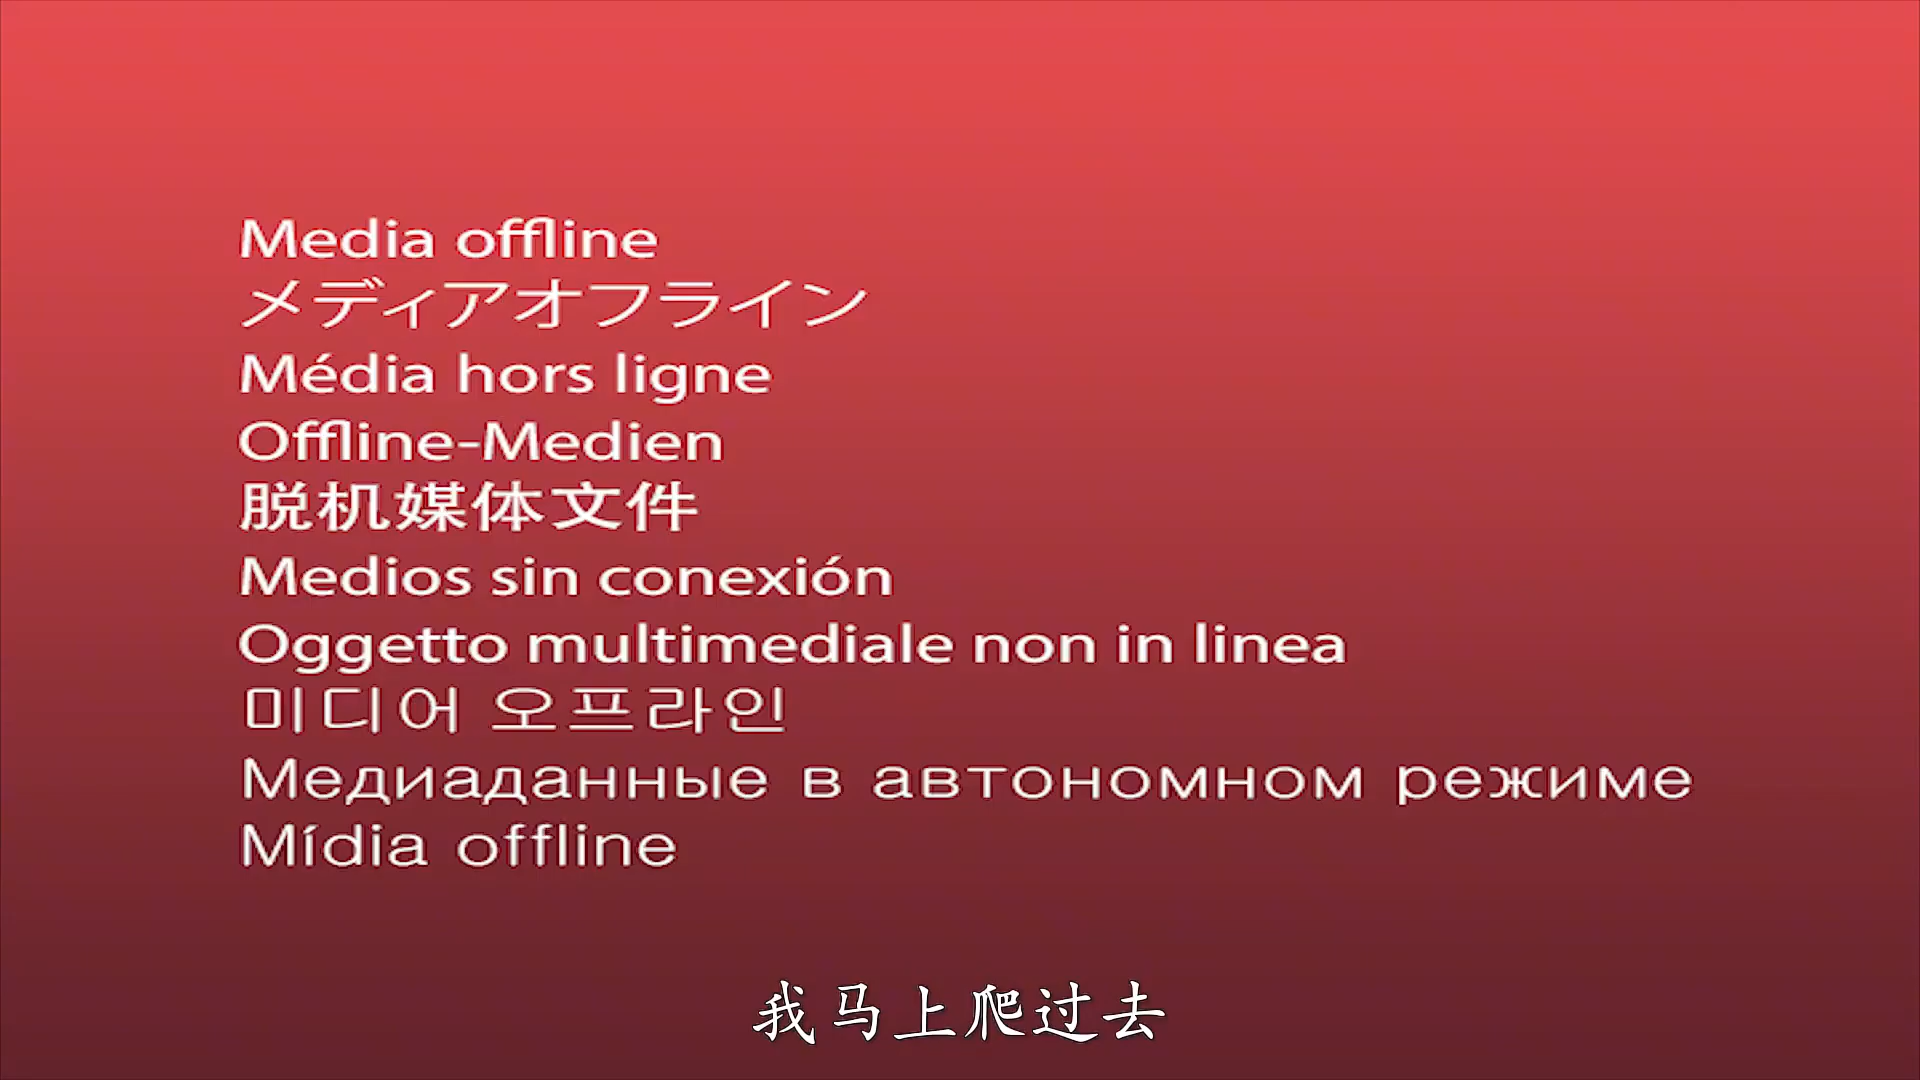 Media offline
メディアオフライン
Média hors ligne
Offline-Medien
脱机媒体文件
Medios sin conexión
Oggetto multimediale non in linea
미디어 오프라인
Медиаданные в автономном режиме
Mídia offline
我马上爬过去